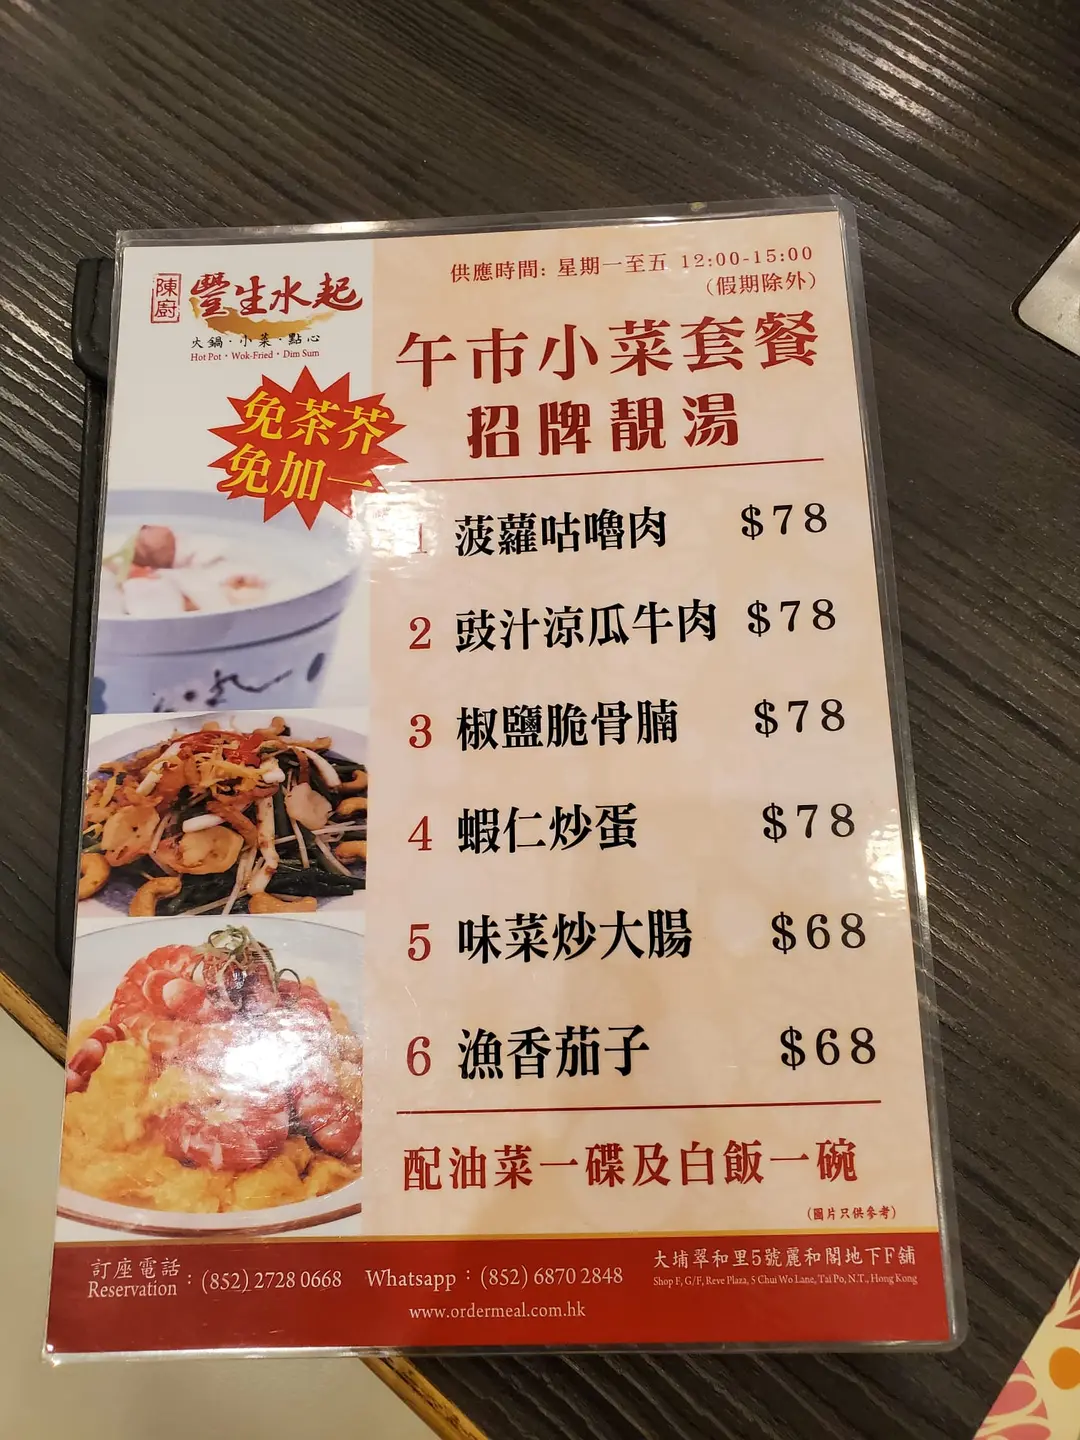 陳廚
豐生水起
火鍋·小菜·點心
Hot Pot · Wok-Fried · Dim Sum
供應時間: 星期一至五 12:00-15:00
(假期除外)
午市小菜套餐
招牌靚湯
免茶芥
免加一
1 菠蘿咕嚕肉 $78
2 豉汁涼瓜牛肉 $78
3 椒鹽脆骨腩 $78
4 蝦仁炒蛋 $78
5 味菜炒大腸 $68
6 漁香茄子 $68
配油菜一碟及白飯一碗
(圖片只供參考)
訂座電話
Reservation : (852) 2728 0668 Whatsapp : (852) 6870 2848
大埔翠和里5號麗和閣地下F舖
Shop F, G/F, Reve Plaza, 5 Chui Wo Lane, Tai Po, N.T., Hong Kong
www.ordermeal.com.hk